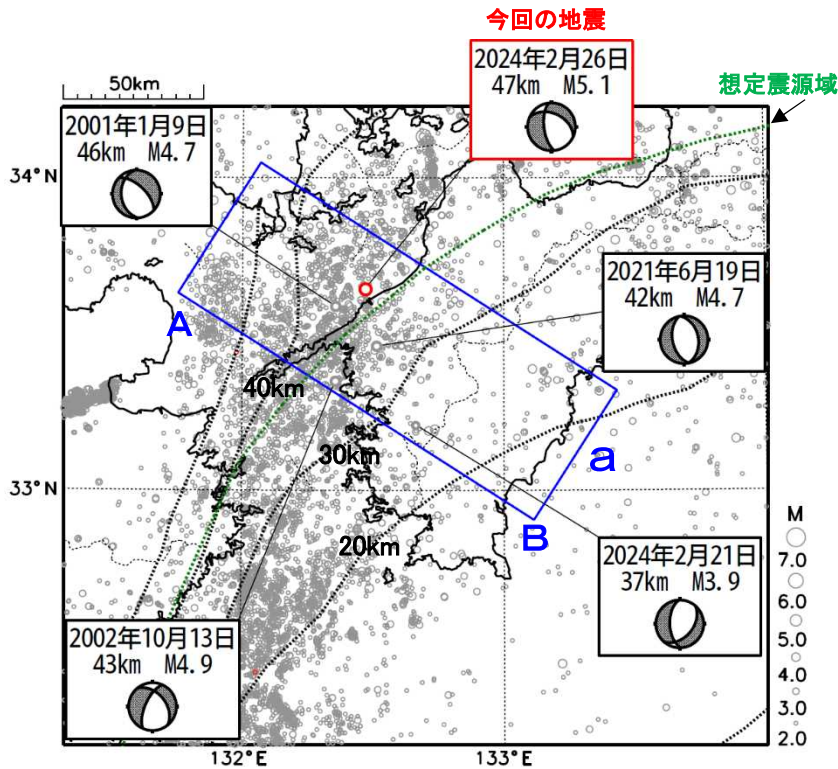 今回の地震
2024年2月26日
47km M5.1
想定震源域
50km
2001年1月9日
46km M4.7
34°N
2021年6月19日
42km M4.7
A
40km
30km
a
33°N
B
20km
M
7.0
6.0
5.0
4.0
3.0
2.0
2024年2月21日
37km M3.9
2002年10月13日
43km M4.9
132°E
133°E